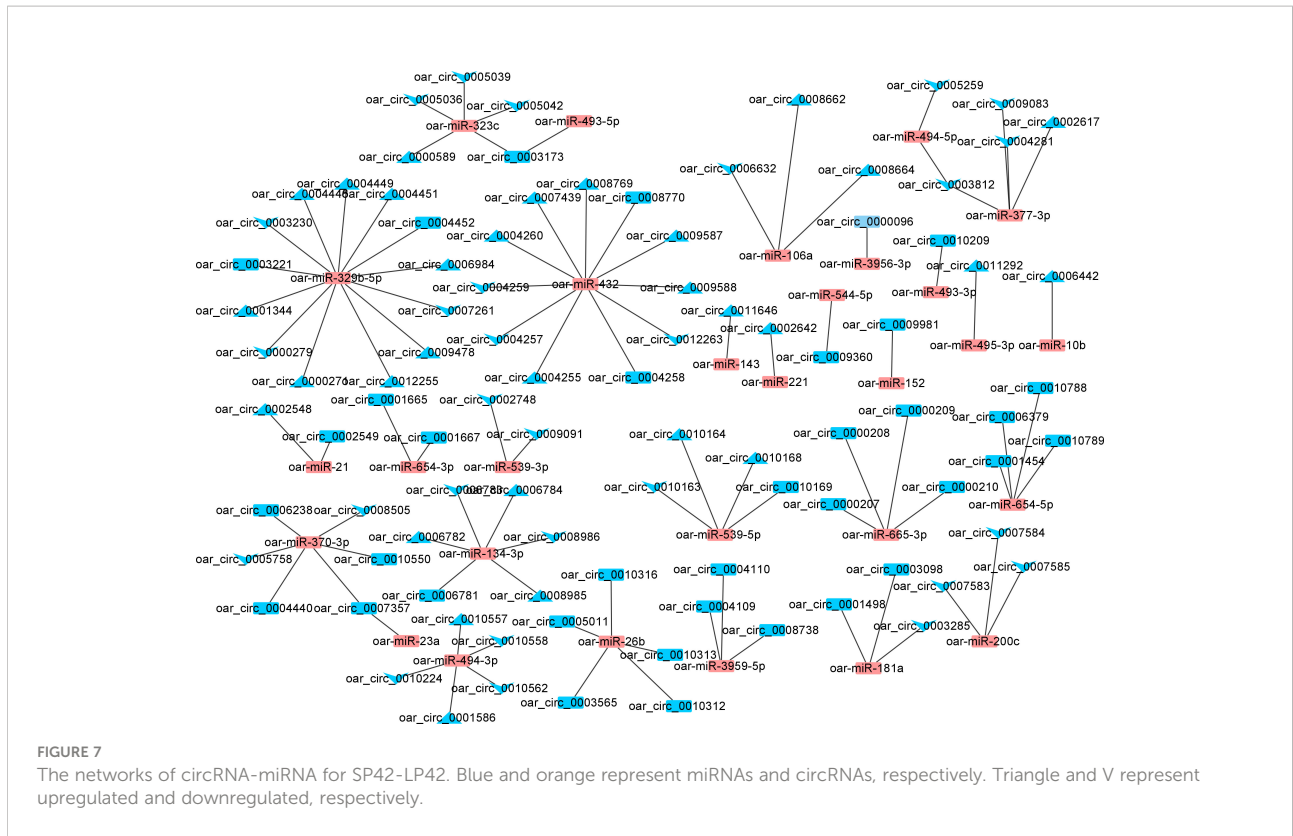 oar_circ_0005039
oar_circ_0005036
oar_circ_0005042
oar-miR-323c
oar-miR-493-5p
oar_circ_0000589
oar_circ_0003173
oar_circ_0008662
oar_circ_0005259
oar_circ_0009083
oar_circ_0002617
oar-miR-494-5p
oar_circ_0004281
oar_circ_0006632
oar_circ_0008664
oar_circ_0003812
oar-miR-377-3p
oar_circ_0004449
oar_circ_0004448
oar_circ_0004451
oar_circ_0003230
oar_circ_0004452
oar_circ_0003221
oar_circ_0006984
oar-miR-329b-5p
oar_circ_0001344
oar_circ_0007261
oar_circ_0000279
oar_circ_0009478
oar_circ_0000271
oar_circ_0012255
oar_circ_0008769
oar_circ_0007439
oar_circ_0008770
oar_circ_0004260
oar_circ_0009587
oar_circ_0004259
oar-miR-432
oar_circ_0009588
oar_circ_0004257
oar_circ_0012263
oar_circ_0004255
oar_circ_0004258
oar-miR-106a
oar_circ_0000096
oar-miR-3956-3p
oar_circ_0010209
oar-miR-493-3p
oar_circ_0011292
oar-miR-495-3p
oar_circ_0006442
oar-miR-10b
oar-miR-544-5p
oar_circ_0009360
oar_circ_0011646
oar-miR-143
oar_circ_0002642
oar-miR-221
oar_circ_0009981
oar-miR-152
oar_circ_0002548
oar_circ_0002549
oar-miR-21
oar_circ_0001665
oar_circ_0001667
oar-miR-654-3p
oar_circ_0002748
oar_circ_0009091
oar-miR-539-3p
oar_circ_0010164
oar_circ_0010168
oar_circ_0010163
oar_circ_0010169
oar-miR-539-5p
oar_circ_0000209
oar_circ_0000208
oar_circ_0000210
oar_circ_0000207
oar-miR-665-3p
oar_circ_0010788
oar_circ_0006379
oar_circ_0010789
oar_circ_0001454
oar-miR-654-5p
oar_circ_0006238
oar_circ_0008505
oar-miR-370-3p
oar_circ_0005758
oar_circ_0010550
oar_circ_0004440
oar_circ_0007357
oar-miR-23a
oar_circ_0006783
oar_circ_0006784
oar_circ_0006782
oar_circ_0008986
oar-miR-134-3p
oar_circ_0006781
oar_circ_0008985
oar_circ_0010557
oar_circ_0010558
oar-miR-494-3p
oar_circ_0010224
oar_circ_0010562
oar_circ_0001586
oar_circ_0010316
oar_circ_0005011
oar-miR-26b
oar_circ_0010313
oar_circ_0003565
oar_circ_0010312
oar_circ_0004110
oar_circ_0004109
oar_circ_0008738
oar-miR-3959-5p
oar_circ_0003098
oar_circ_0001498
oar_circ_0003285
oar-miR-181a
oar_circ_0007584
oar_circ_0007585
oar_circ_0007583
oar-miR-200c
FIGURE 7
The networks of circRNA-miRNA for SP42-LP42. Blue and orange represent miRNAs and circRNAs, respectively. Triangle and V represent
upregulated and downregulated, respectively.